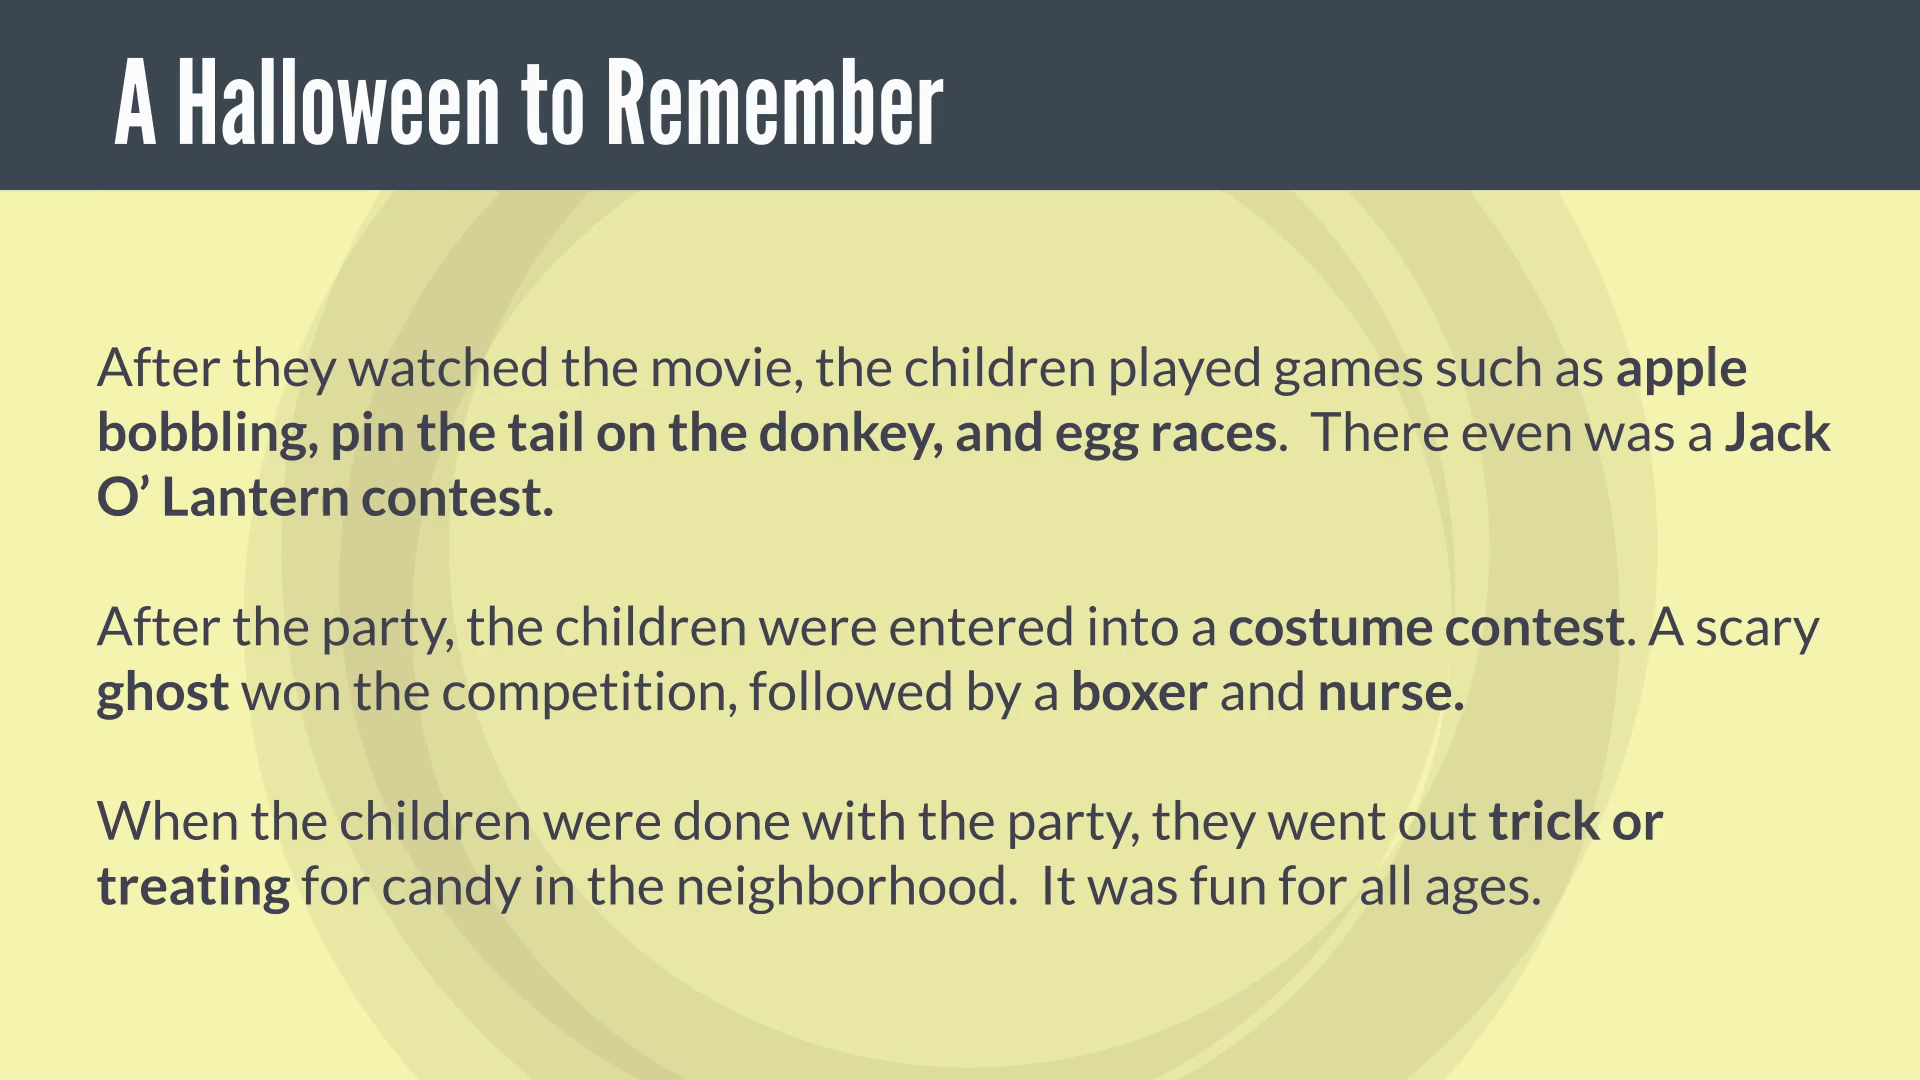 A Halloween to Remember
After they watched the movie, the children played games such as apple
bobbling, pin the tail on the donkey, and egg races.  There even was a Jack
O’ Lantern contest.
After the party, the children were entered into a costume contest. A scary
ghost won the competition, followed by a boxer and nurse.
When the children were done with the party, they went out trick or
treating for candy in the neighborhood.  It was fun for all ages.